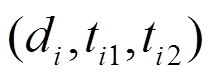 (d_i, t_{i1}, t_{i2})